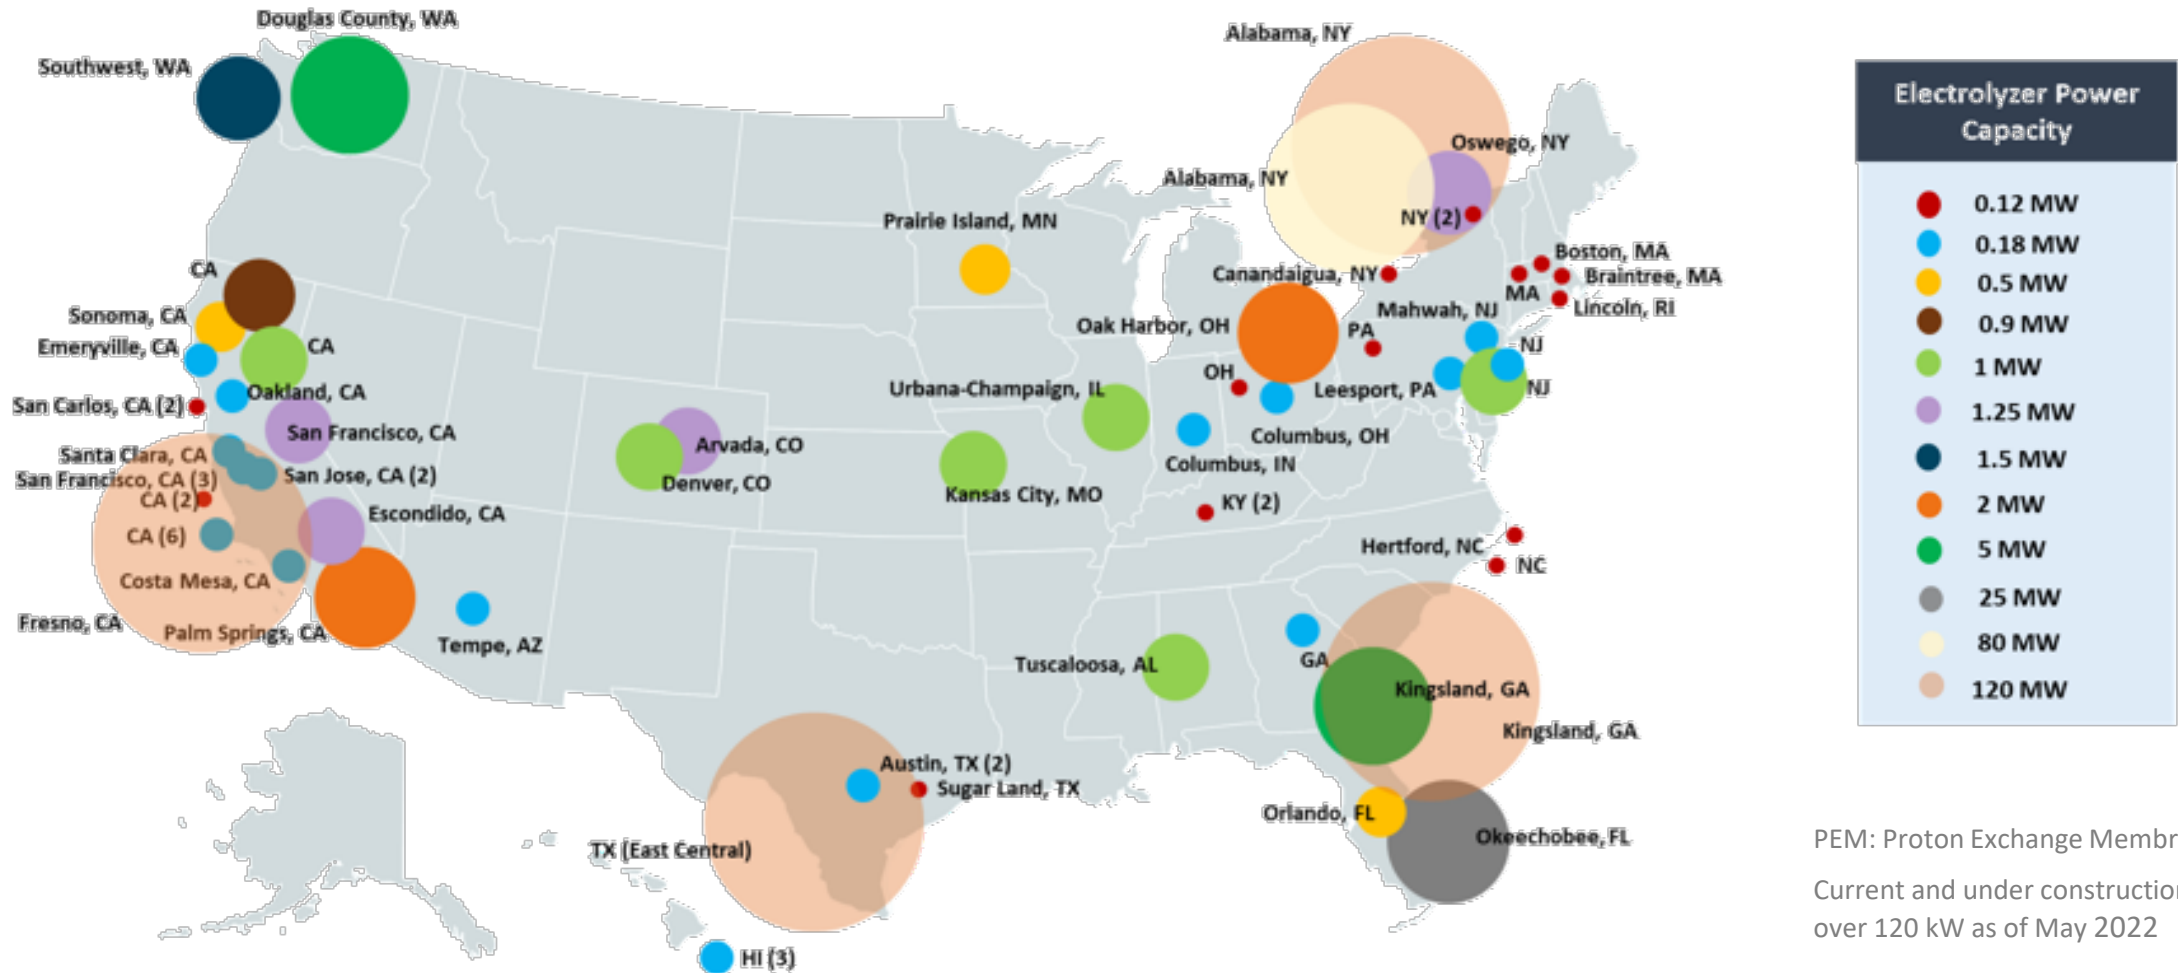 Douglas County, WA
Southwest, WA
Alabama, NY
Oswego, NY
Alabama, NY
NY (2)
Prairie Island, MN
Canandaigua, NY
Boston, MA
Braintree, MA
MA
Lincoln, RI
CA
Sonoma, CA
Emeryville, CA
CA
Oakland, CA
San Carlos, CA (2)
San Francisco, CA
Santa Clara, CA
San Francisco, CA (3)
San Jose, CA (2)
CA (2)
Escondido, CA
CA (6)
Costa Mesa, CA
Fresno, CA
Palm Springs, CA
Tempe, AZ
Arvada, CO
Denver, CO
Kansas City, MO
Urbana-Champaign, IL
Oak Harbor, OH
Mahwah, NJ
PA
NJ
OH
Leesport, PA
NJ
Columbus, OH
Columbus, IN
KY (2)
Hertford, NC
NC
Tuscaloosa, AL
GA
Kingsland, GA
Kingsland, GA
Austin, TX (2)
Sugar Land, TX
TX (East Central)
Orlando, FL
Okeechobee, FL
HI (3)
Electrolyzer Power
Capacity
0.12 MW
0.18 MW
0.5 MW
0.9 MW
1 MW
1.25 MW
1.5 MW
2 MW
5 MW
25 MW
80 MW
120 MW
PEM: Proton Exchange Membr
Current and under construction
over 120 kW as of May 2022